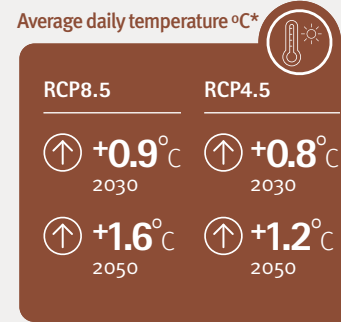 Average daily temperature ºC*
RCP8.5 RCP4.5
+0.9°C +0.8°C
2030 2030
+1.6°C +1.2°C
2050 2050